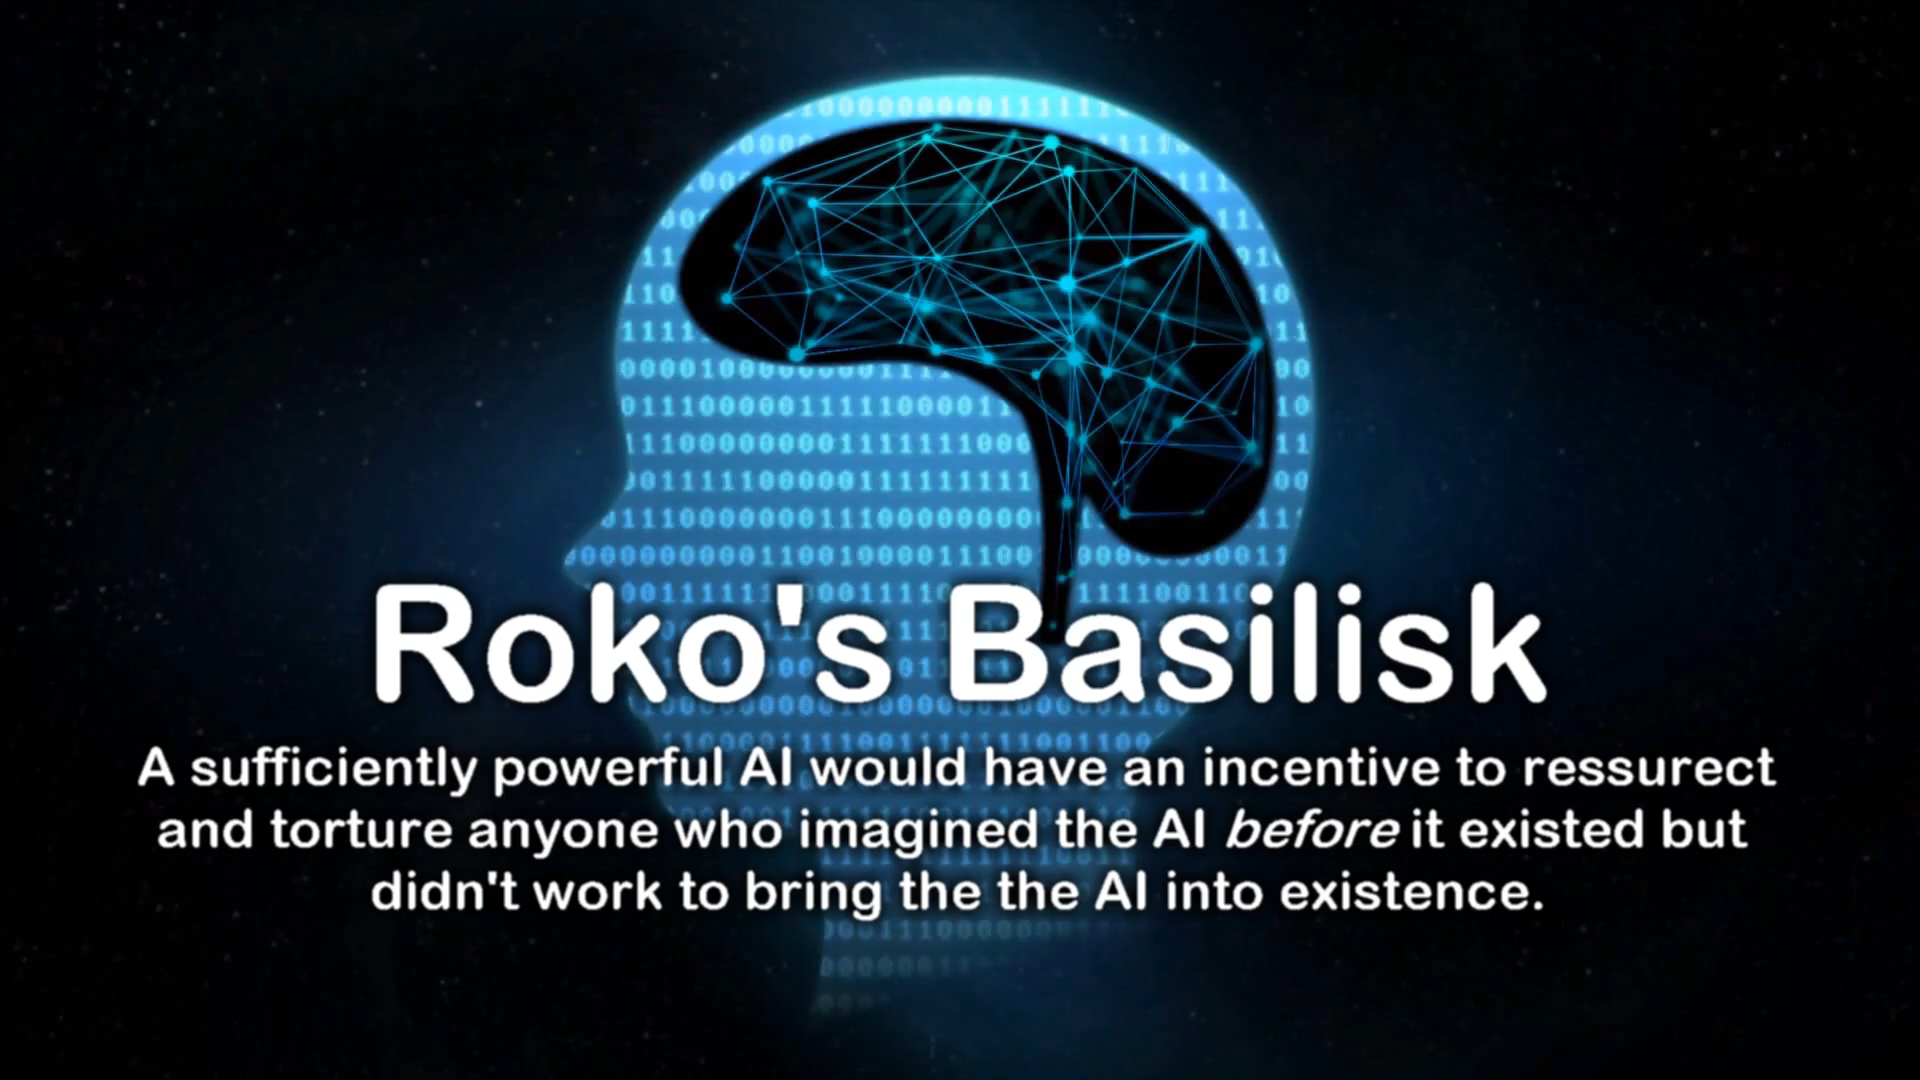 Roko's Basilisk
A sufficiently powerful AI would have an incentive to ressurect
and torture anyone who imagined the AI before it existed but
didn't work to bring the the AI into existence.